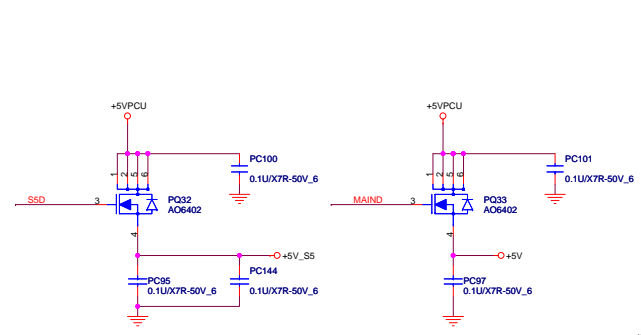 +5VPCU
+5VPCU
PC100
0.1U/X7R-50V_6
PC101
0.1U/X7R-50V_6
1
2
5
6
1
2
5
6
S5D
3
PQ32
AO6402
MAIND
3
PQ33
AO6402
4
4
+5V_S5
+5V
PC95
0.1U/X7R-50V_6
PC144
0.1U/X7R-50V_6
PC97
0.1U/X7R-50V_6